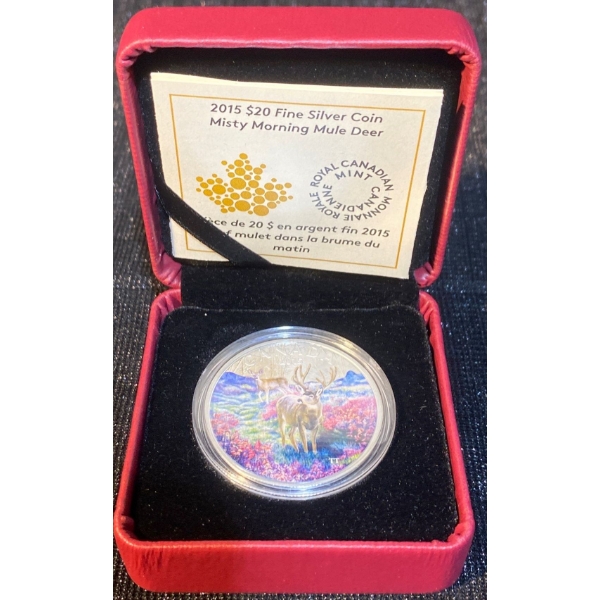 2015 $20 Fine Silver Coin
Misty Morning Mule Deer
ROYAL CANADIAN MINT
MONNAIE ROYALE CANADIENNE
ièce de 20 $ en argent fin 2015
f mulet dans la brume du
matin